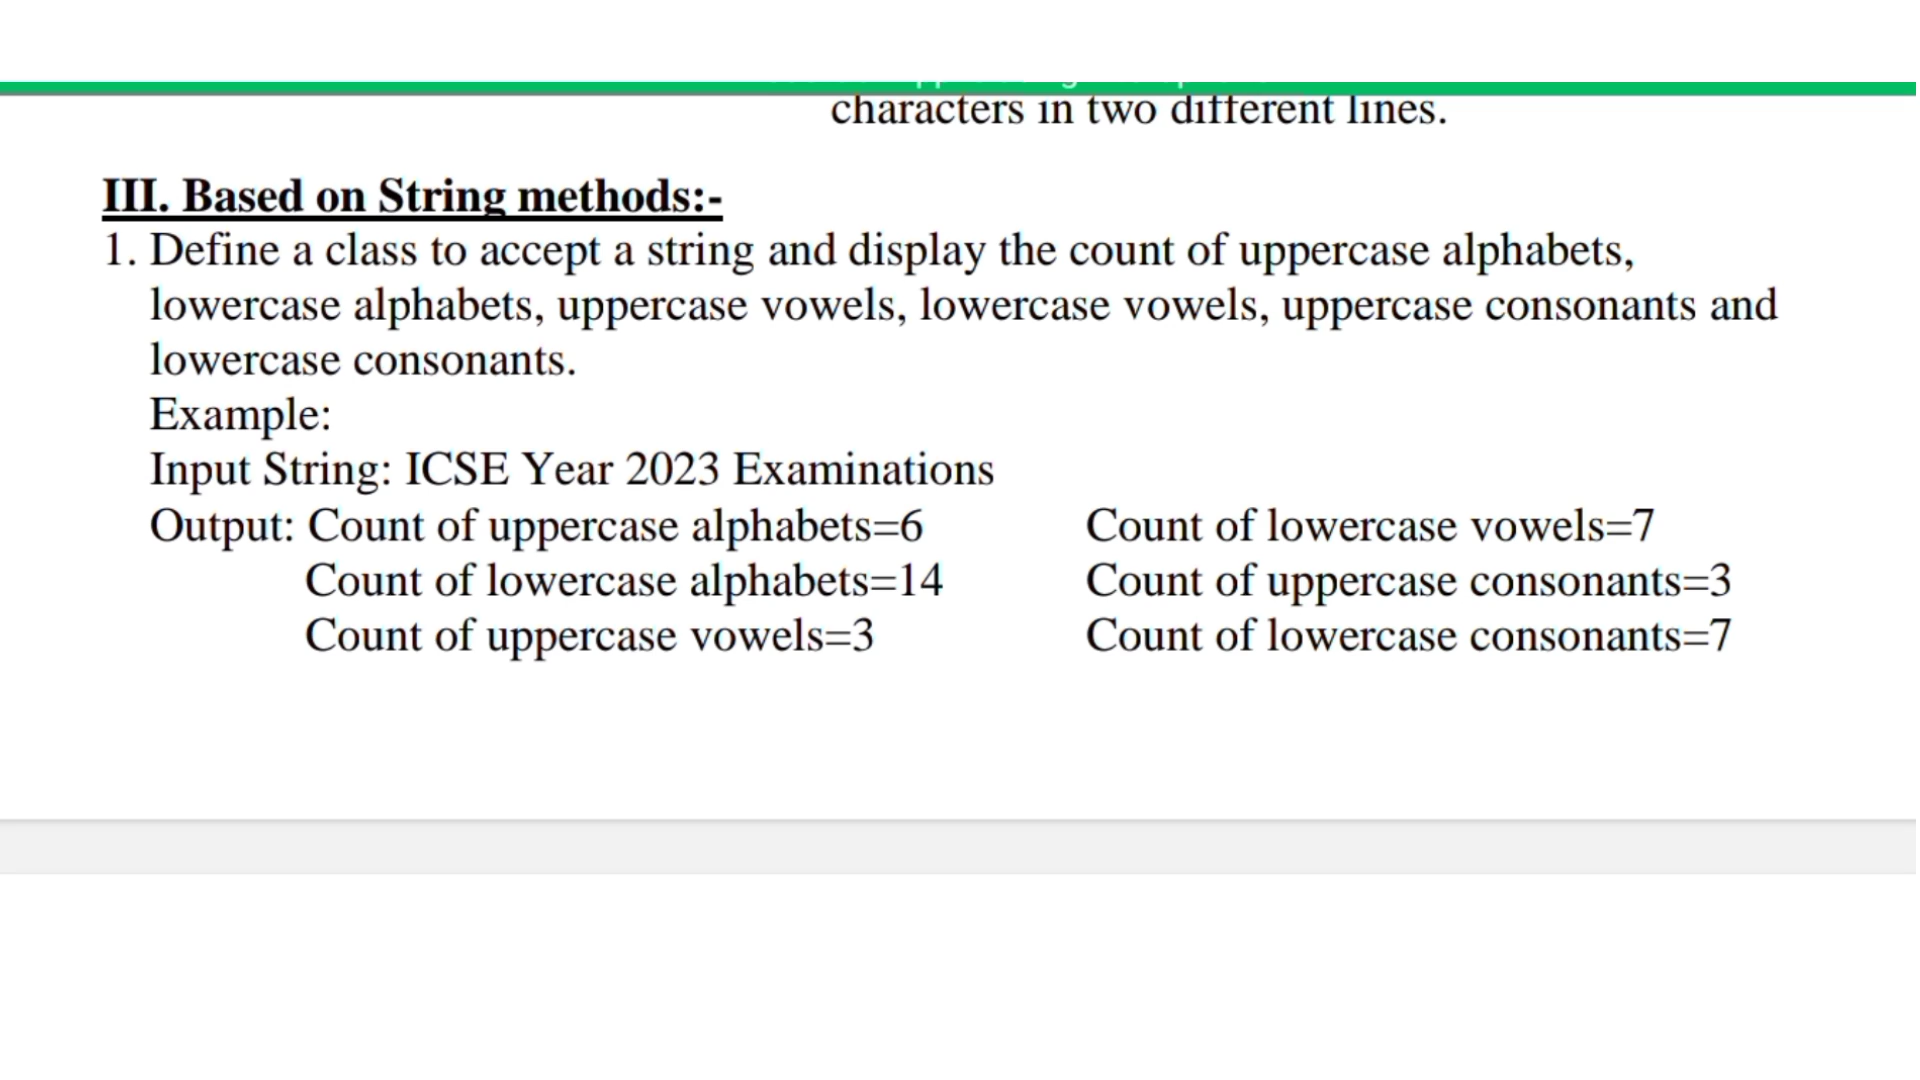 characters in two different lines.
III. Based on String methods:-
1. Define a class to accept a string and display the count of uppercase alphabets,
lowercase alphabets, uppercase vowels, lowercase vowels, uppercase consonants and
lowercase consonants.
Example:
Input String: ICSE Year 2023 Examinations
Output: Count of uppercase alphabets=6 Count of lowercase vowels=7
Count of lowercase alphabets=14 Count of uppercase consonants=3
Count of uppercase vowels=3 Count of lowercase consonants=7